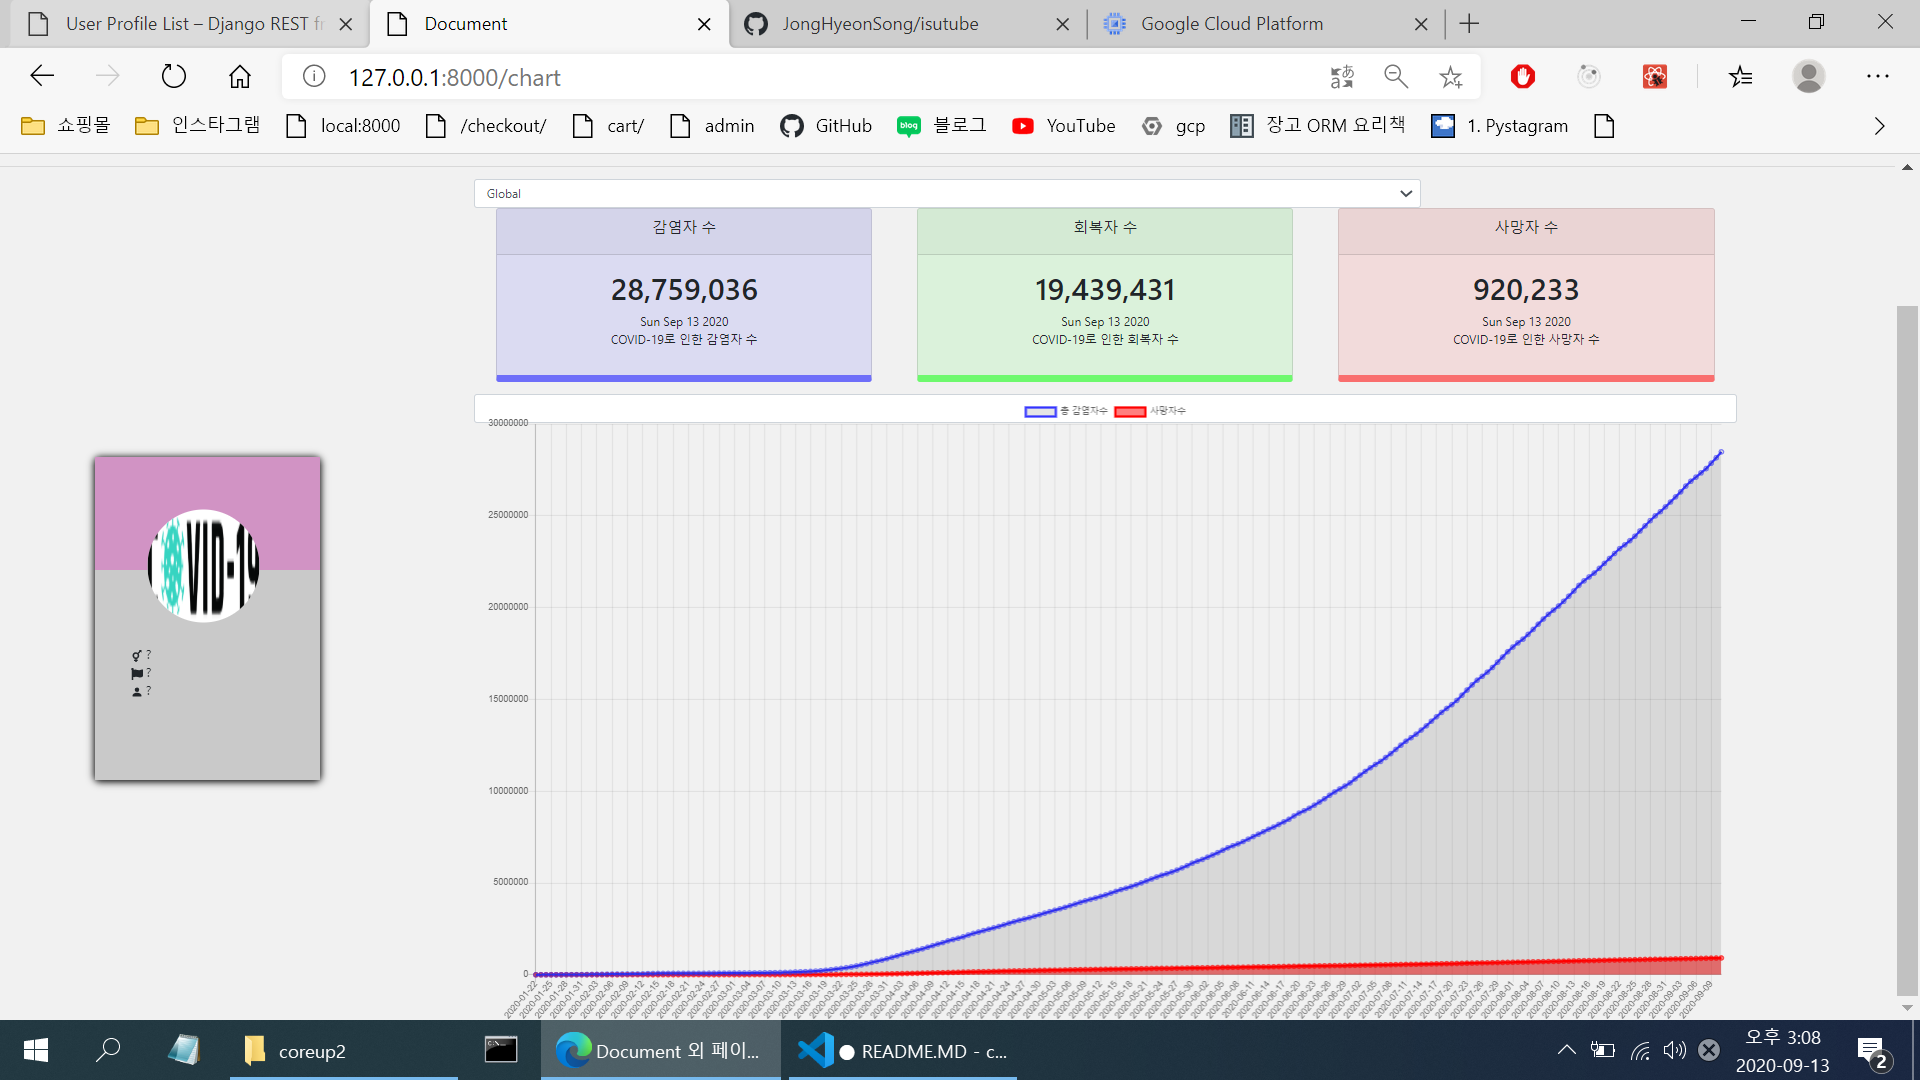 User Profile List – Django REST fr
Document
JongHyeonSong/isutube
Google Cloud Platform
127.0.0.1:8000/chart
쇼핑몰
인스타그램
local:8000
/checkout/
cart/
admin
GitHub
블로그
YouTube
gcp
장고 ORM 요리책
1. Pystagram
Global
감염자 수
28,759,036
Sun Sep 13 2020
COVID-19로 인한 감염자 수
회복자 수
19,439,431
Sun Sep 13 2020
COVID-19로 인한 회복자 수
사망자 수
920,233
Sun Sep 13 2020
COVID-19로 인한 사망자 수
총 감염자수
사망자수
30000000
25000000
20000000
15000000
10000000
5000000
0
VID-19
?
?
?
2020-01-22
2020-01-25
2020-01-28
2020-01-31
2020-02-03
2020-02-06
2020-02-09
2020-02-12
2020-02-15
2020-02-18
2020-02-21
2020-02-24
2020-02-27
2020-03-01
2020-03-04
2020-03-07
2020-03-10
2020-03-13
2020-03-16
2020-03-19
2020-03-22
2020-03-25
2020-03-28
2020-03-31
2020-04-03
2020-04-06
2020-04-09
2020-04-12
2020-04-15
2020-04-18
2020-04-21
2020-04-24
2020-04-27
2020-04-30
2020-05-03
2020-05-06
2020-05-09
2020-05-12
2020-05-15
2020-05-18
2020-05-21
2020-05-24
2020-05-27
2020-05-30
2020-06-02
2020-06-05
2020-06-08
2020-06-11
2020-06-14
2020-06-17
2020-06-20
2020-06-23
2020-06-26
2020-06-29
2020-07-02
2020-07-05
2020-07-08
2020-07-11
2020-07-14
2020-07-17
2020-07-20
2020-07-23
2020-07-26
2020-07-29
2020-08-01
2020-08-04
2020-08-07
2020-08-10
2020-08-13
2020-08-16
2020-08-19
2020-08-22
2020-08-25
2020-08-28
2020-08-31
2020-09-03
2020-09-06
2020-09-09
coreup2
Document 외 페이...
● README.MD - c...
오후 3:08
2020-09-13
2